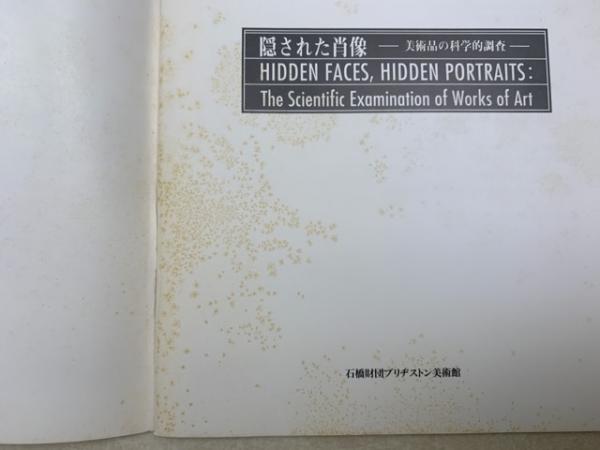 隠された肖像 ― 美術品の科学的調査 ―
HIDDEN FACES, HIDDEN PORTRAITS:
The Scientific Examination of Works of Art
石橋財団ブリヂストン美術館